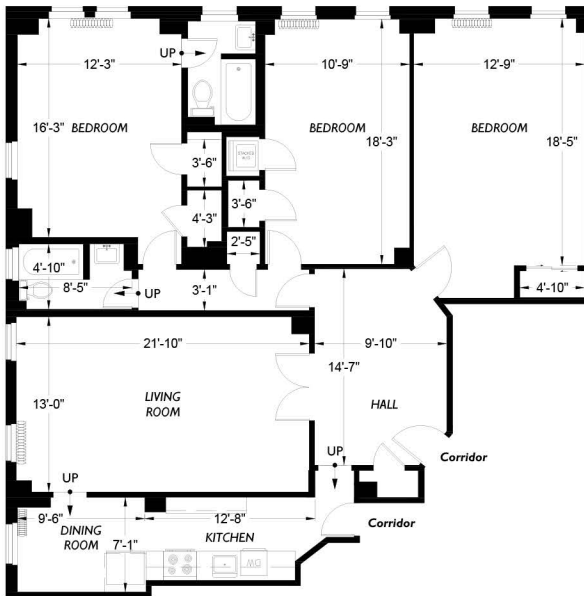 UP
12'-3"
10'-9"
12'-9"
16'-3"
BEDROOM
BEDROOM
BEDROOM
18'-3"
18'-5"
3'-6"
3'-6"
4'-3"
2'-5"
4'-10"
8'-5"
UP
3'-1"
4'-10"
21'-10"
9'-10"
14'-7"
LIVING
ROOM
13'-0"
HALL
UP
Corridor
UP
9'-6"
12'-8"
Corridor
DINING
ROOM
7'-1"
KITCHEN
DW